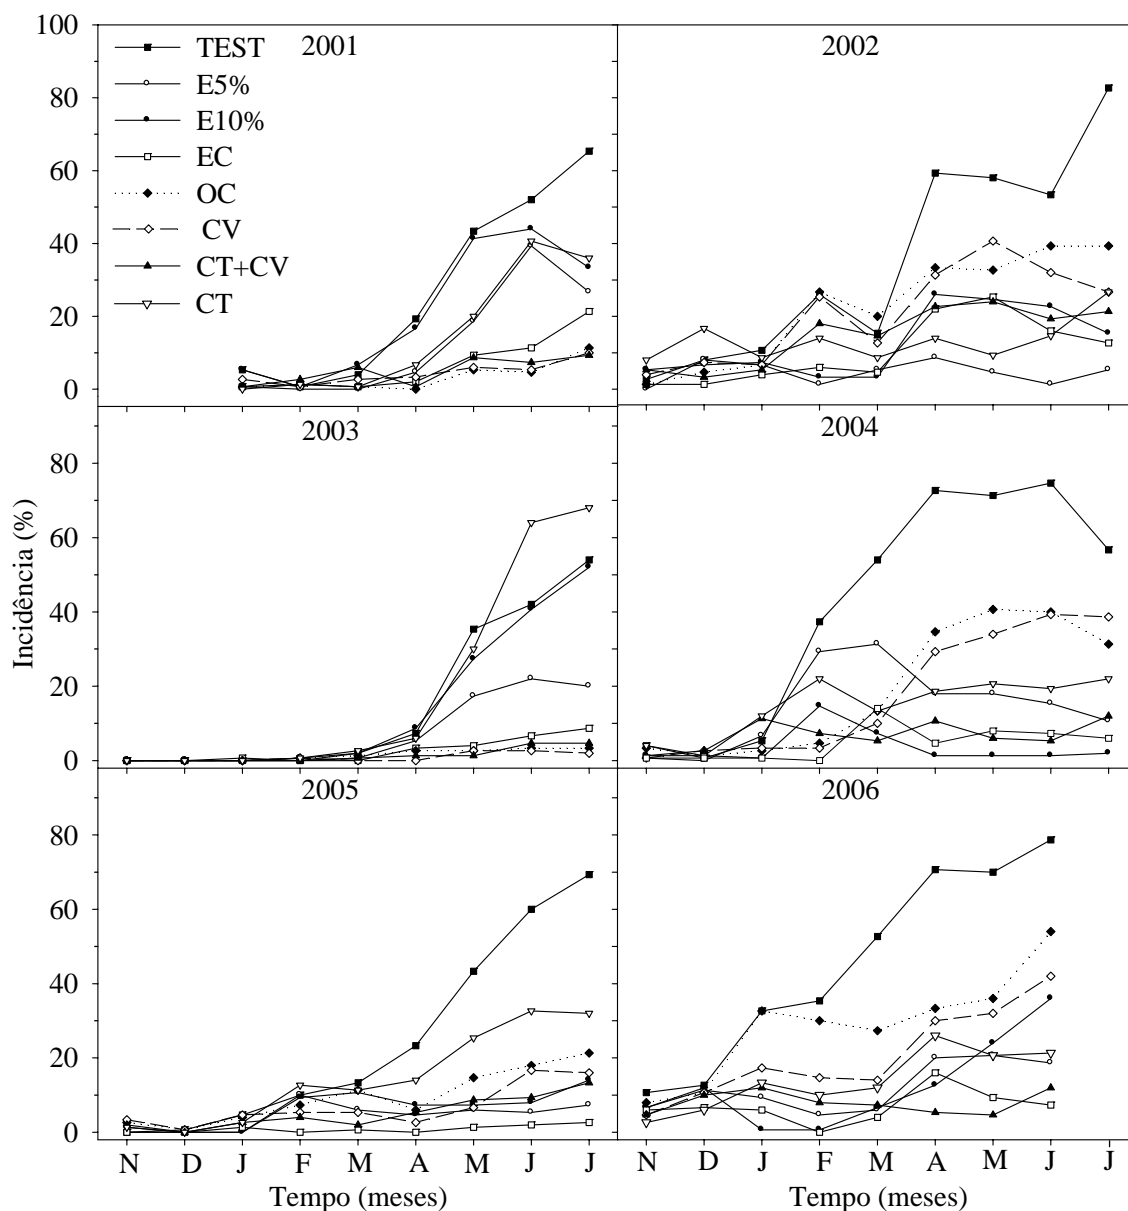 100
80
60
40
20
0
2001
TEST
E5%
E10%
EC
OC
CV
CT+CV
CT
2002
Incidência (%)
80
60
40
20
0
2003
2004
80
60
40
20
0
2005
2006
N D J F M A M J J
N D J F M A M J J
Tempo (meses)
Tempo (meses)